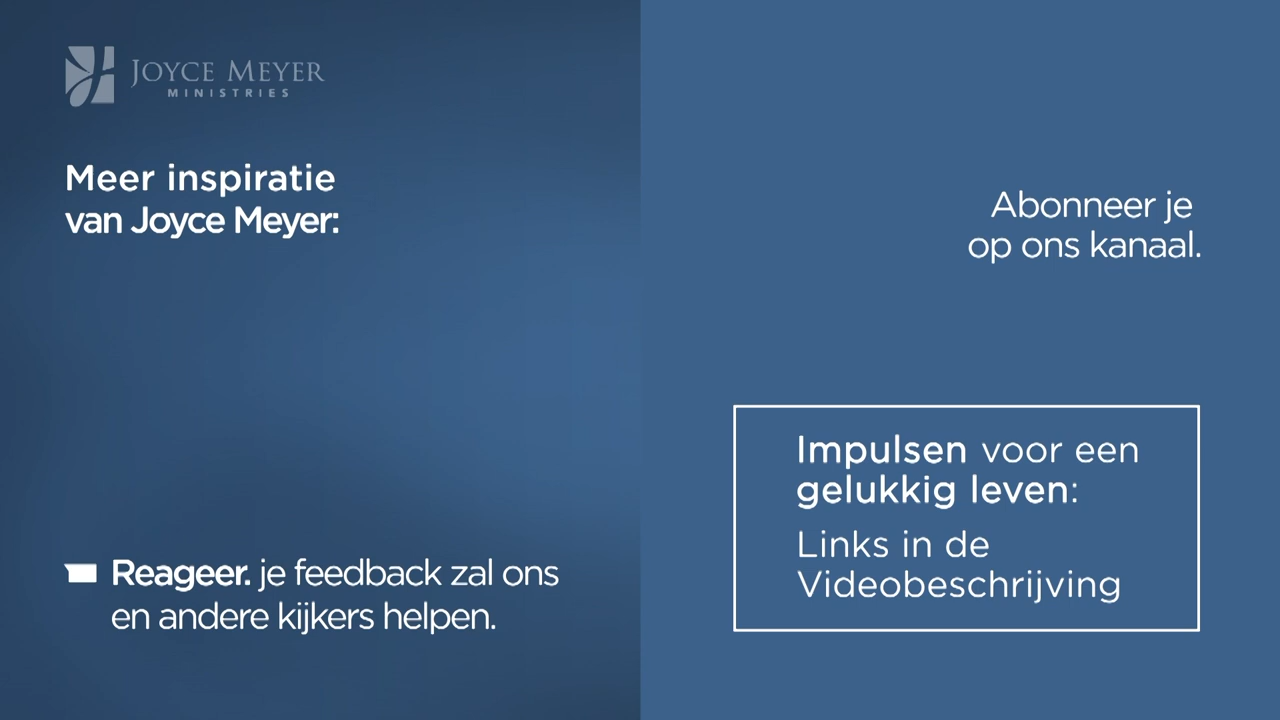 JOYCE MEYER
MINISTRIES
Meer inspiratie
van Joyce Meyer:
Reageer. je feedback zal ons
en andere kijkers helpen.
Abonneer je
op ons kanaal.
Impulsen voor een
gelukkig leven:
Links in de
Videobeschrijving